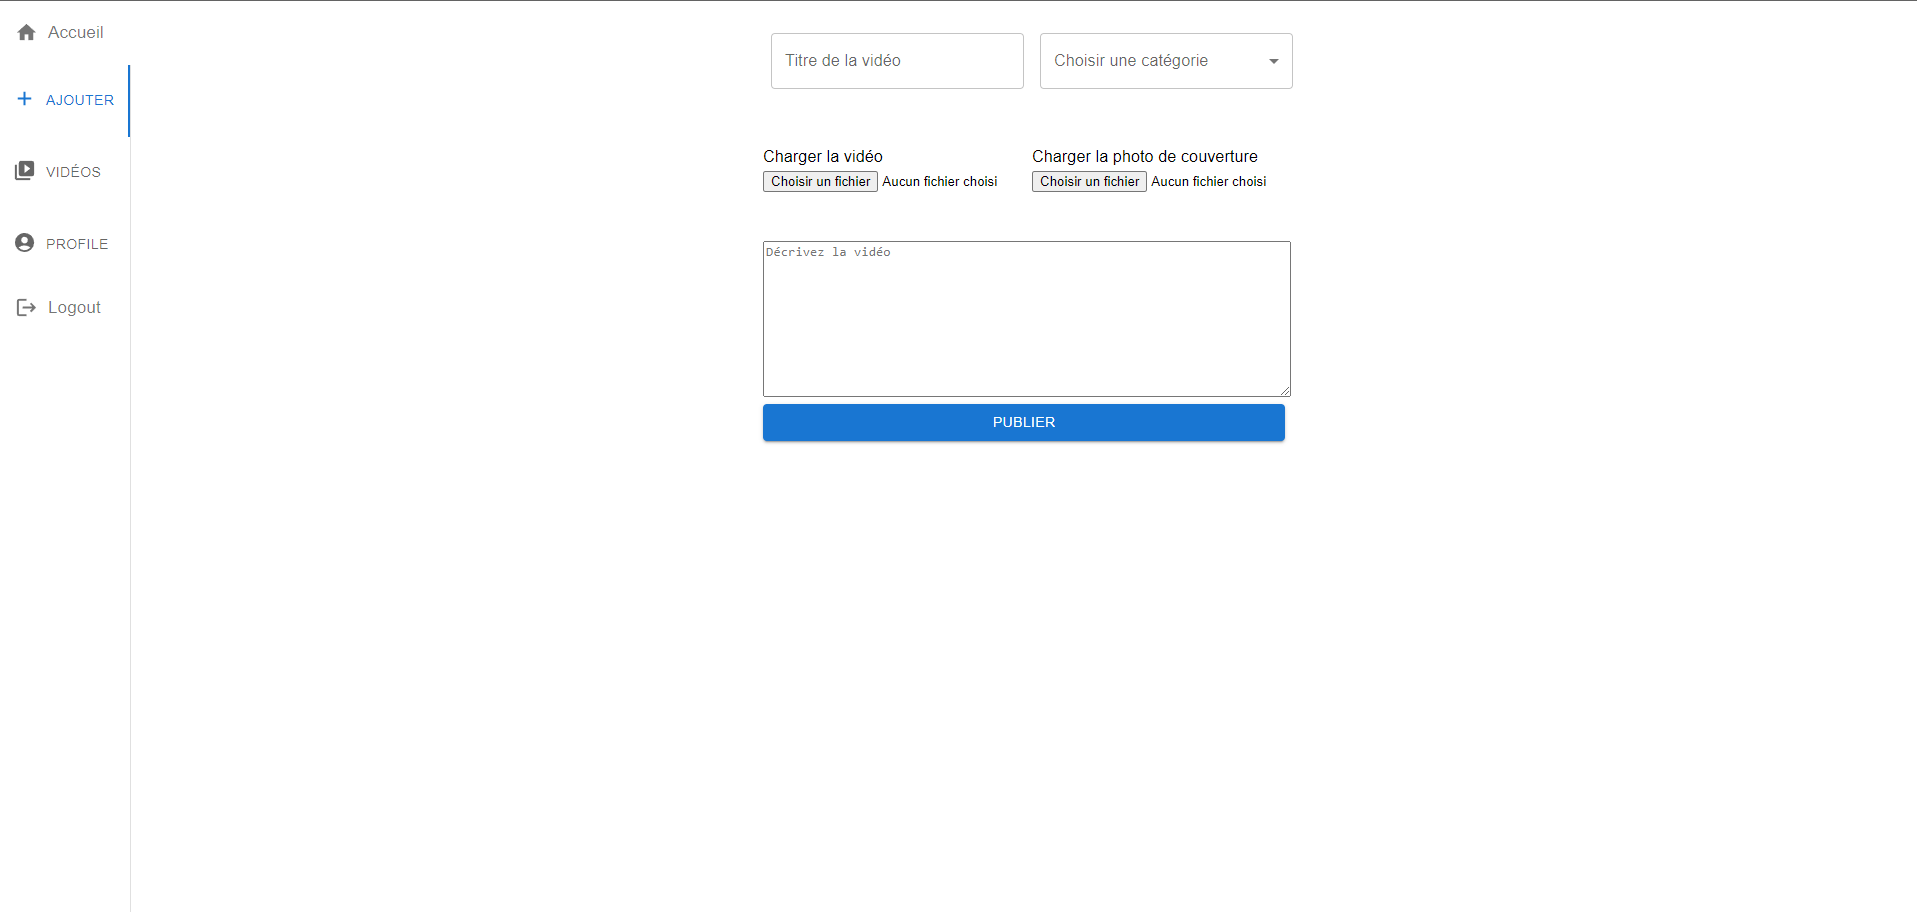 Accueil
AJOUTER
VIDÉOS
PROFILE
Logout
Titre de la vidéo
Choisir une catégorie
Charger la vidéo
Choisir un fichier Aucun fichier choisi
Charger la photo de couverture
Choisir un fichier Aucun fichier choisi
Décrivez la vidéo
PUBLIER